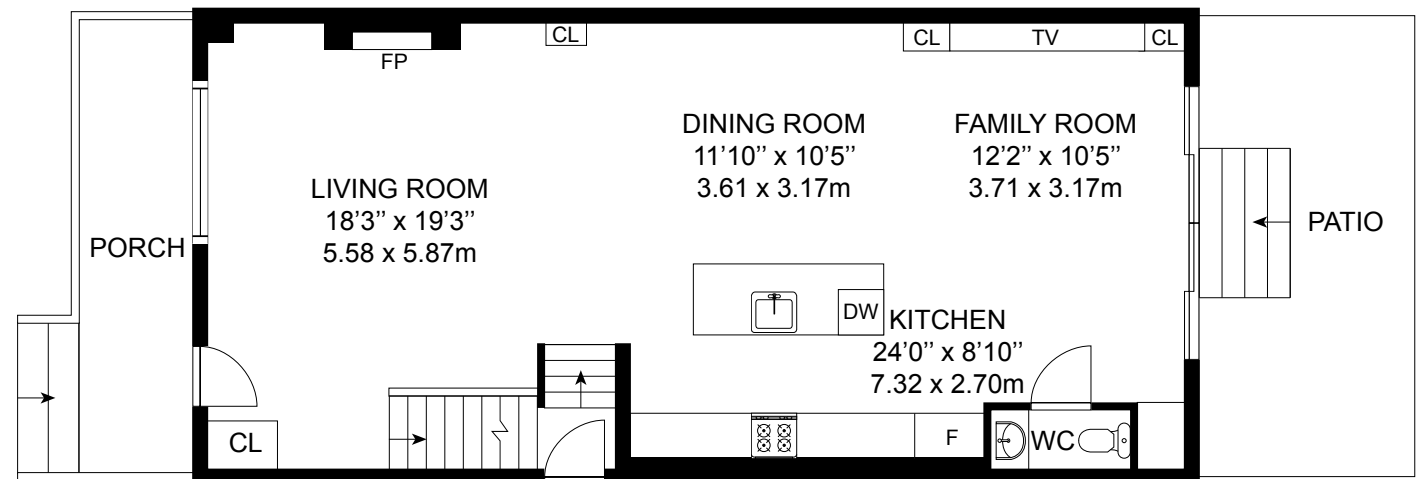 CL
CL
TV
CL
FP
DINING ROOM
11'10'' x 10'5''
3.61 x 3.17m
FAMILY ROOM
12'2'' x 10'5''
3.71 x 3.17m
LIVING ROOM
18'3'' x 19'3''
5.58 x 5.87m
PORCH
PATIO
DW
KITCHEN
24'0'' x 8'10''
7.32 x 2.70m
CL
F
WC